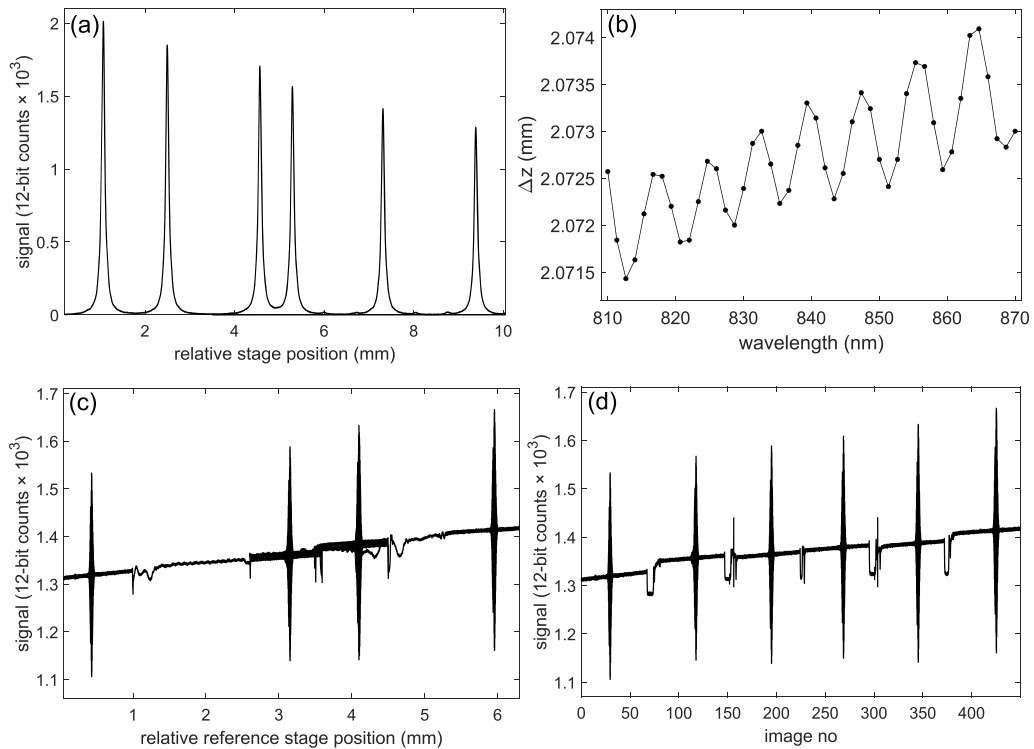 (a)
signal (12-bit counts × 10³)
2
1.5
1
0.5
0
2 4 6 8 10
relative stage position (mm)
(b)
Δz (mm)
2.074
2.0735
2.073
2.0725
2.072
2.0715
810 820 830 840 850 860 870
wavelength (nm)
(c)
signal (12-bit counts × 10³)
1.7
1.6
1.5
1.4
1.3
1.2
1.1
1 2 3 4 5 6
relative reference stage position (mm)
(d)
signal (12-bit counts × 10³)
1.7
1.6
1.5
1.4
1.3
1.2
1.1
0 50 100 150 200 250 300 350 400
image no